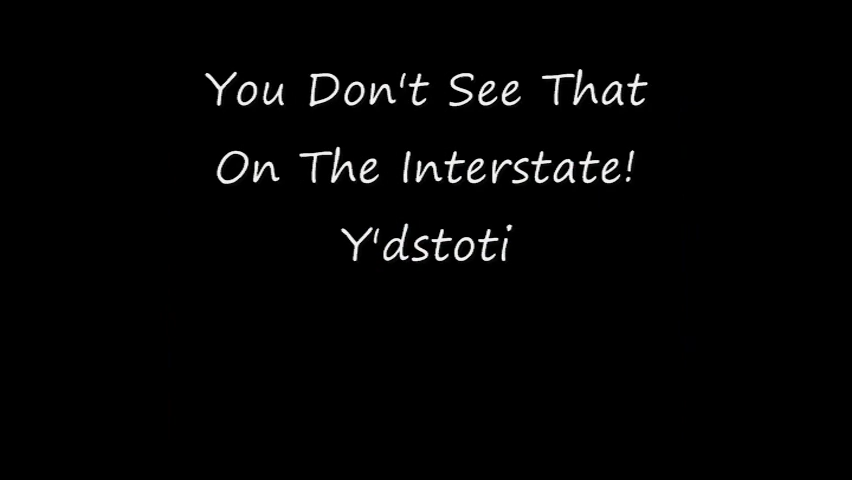 You Don't See That
On The Interstate!
Y'dstoti